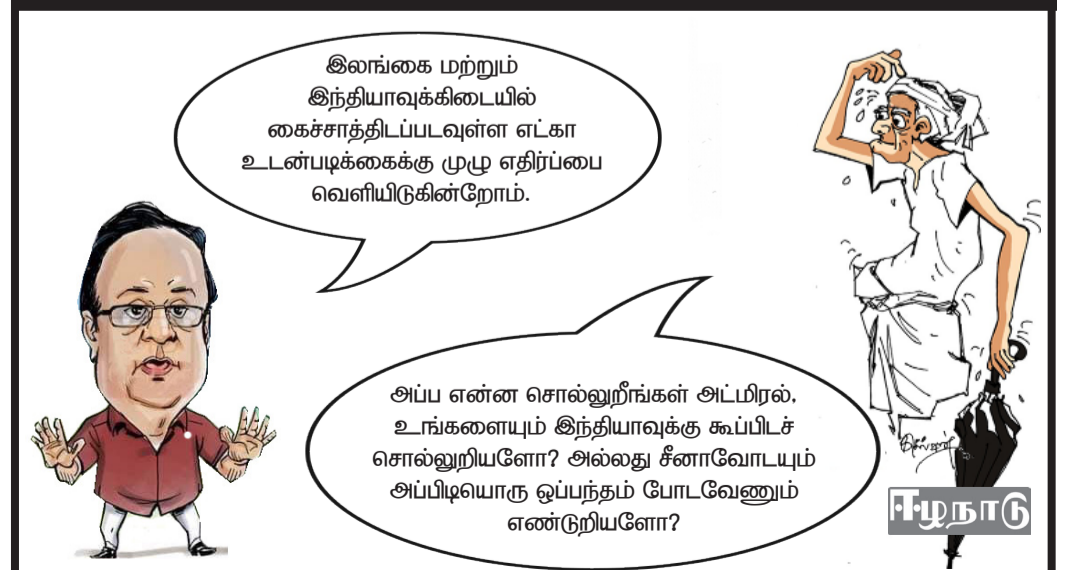 இலங்கை மற்றும்
இந்தியாவுக்கிடையில்
கைச்சாத்திடப்படவுள்ள எட்கா
உடன்படிக்கைக்கு முழு எதிர்ப்பை
வெளியிடுகின்றோம்.
அப்ப என்ன சொல்லுறீங்கள் அட்மிரல்,
உங்களையும் இந்தியாவுக்கு கூப்பிடச்
சொல்லுறியளோ? அல்லது சீனாவோடயும்
அப்பிடியொரு ஒப்பந்தம் போடவேணும்
எண்டுறியளோ?
ஈழநாடு